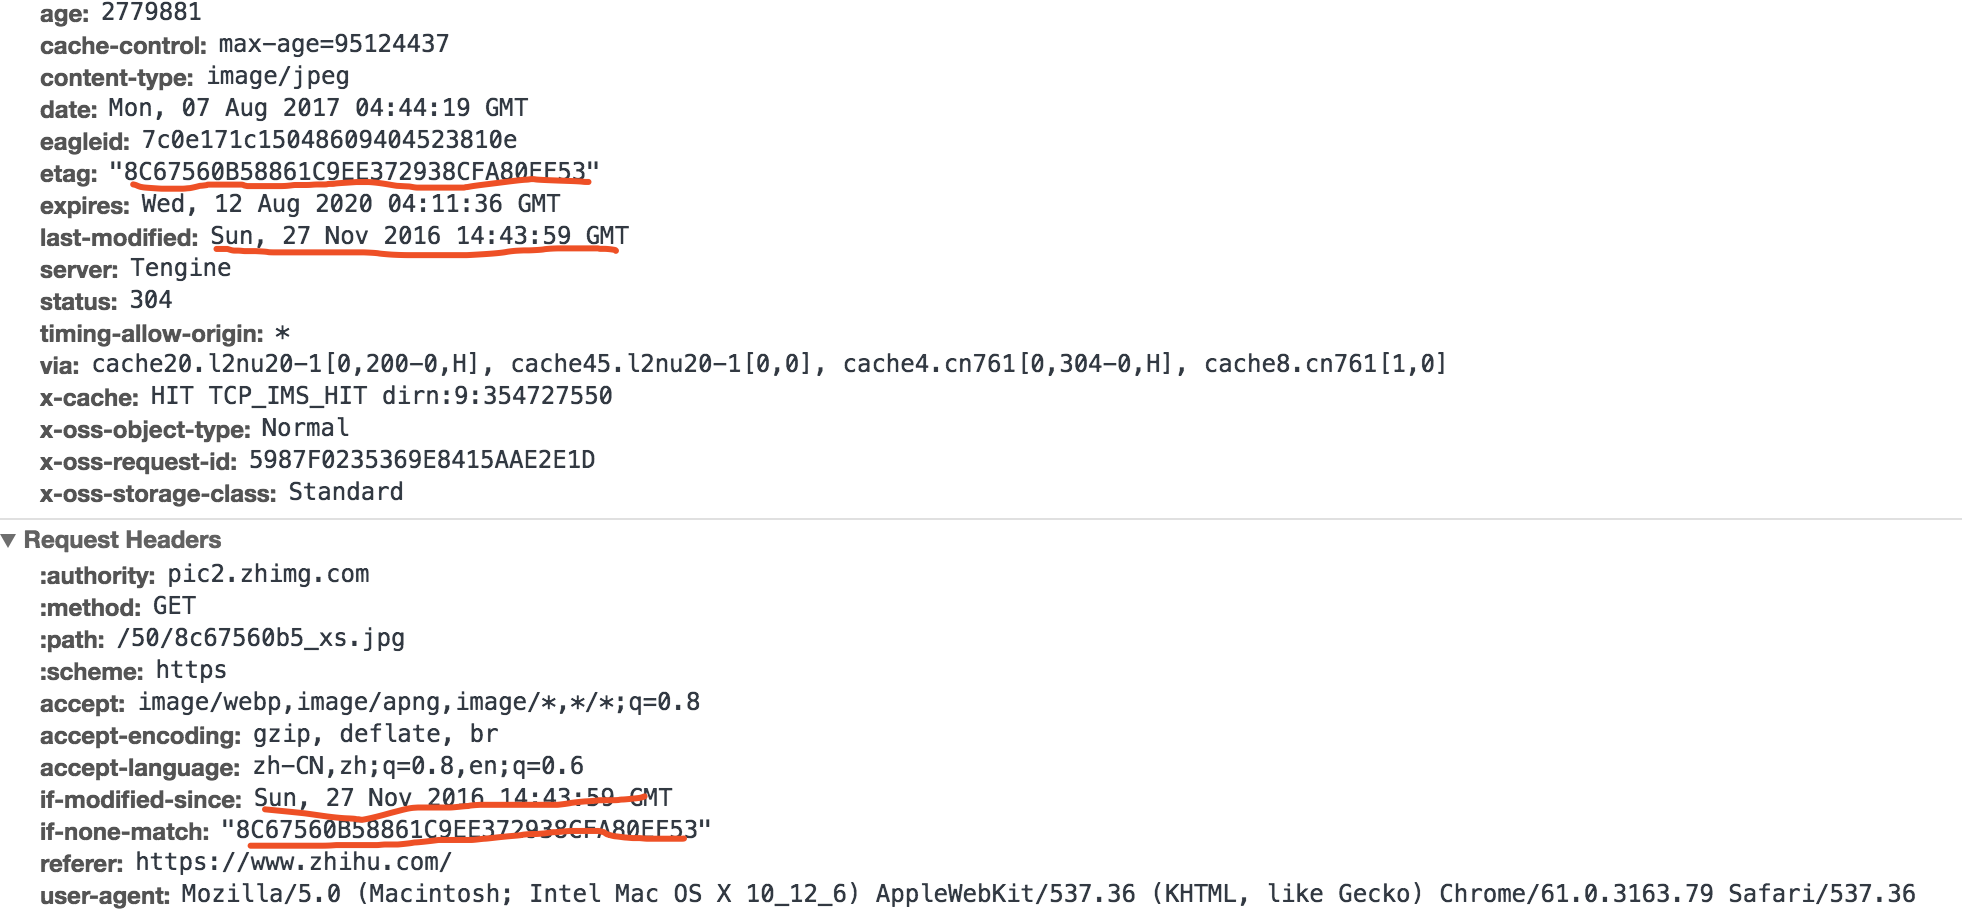 age: 2779881
cache-control: max-age=95124437
content-type: image/jpeg
date: Mon, 07 Aug 2017 04:44:19 GMT
eagleid: 7c0e171c15048609404523810e
etag: "8C67560B58861C9EE372938CFA80EF53"
expires: Wed, 12 Aug 2020 04:11:36 GMT
last-modified: Sun, 27 Nov 2016 14:43:59 GMT
server: Tengine
status: 304
timing-allow-origin: *
via: cache20.l2nu20-1[0,200-0,H], cache45.l2nu20-1[0,0], cache4.cn761[0,304-0,H], cache8.cn761[1,0]
x-cache: HIT TCP_IMS_HIT dirn:9:354727550
x-oss-object-type: Normal
x-oss-request-id: 5987F0235369E8415AAE2E1D
x-oss-storage-class: Standard
▼ Request Headers
:authority: pic2.zhimg.com
:method: GET
:path: /50/8c67560b5_xs.jpg
:scheme: https
accept: image/webp,image/apng,image/*,*/*;q=0.8
accept-encoding: gzip, deflate, br
accept-language: zh-CN,zh;q=0.8,en;q=0.6
if-modified-since: Sun, 27 Nov 2016 14:43:59 GMT
if-none-match: "8C67560B58861C9EE372938CFA80EF53"
referer: https://www.zhihu.com/
user-agent: Mozilla/5.0 (Macintosh; Intel Mac OS X 10_12_6) AppleWebKit/537.36 (KHTML, like Gecko) Chrome/61.0.3163.79 Safari/537.36